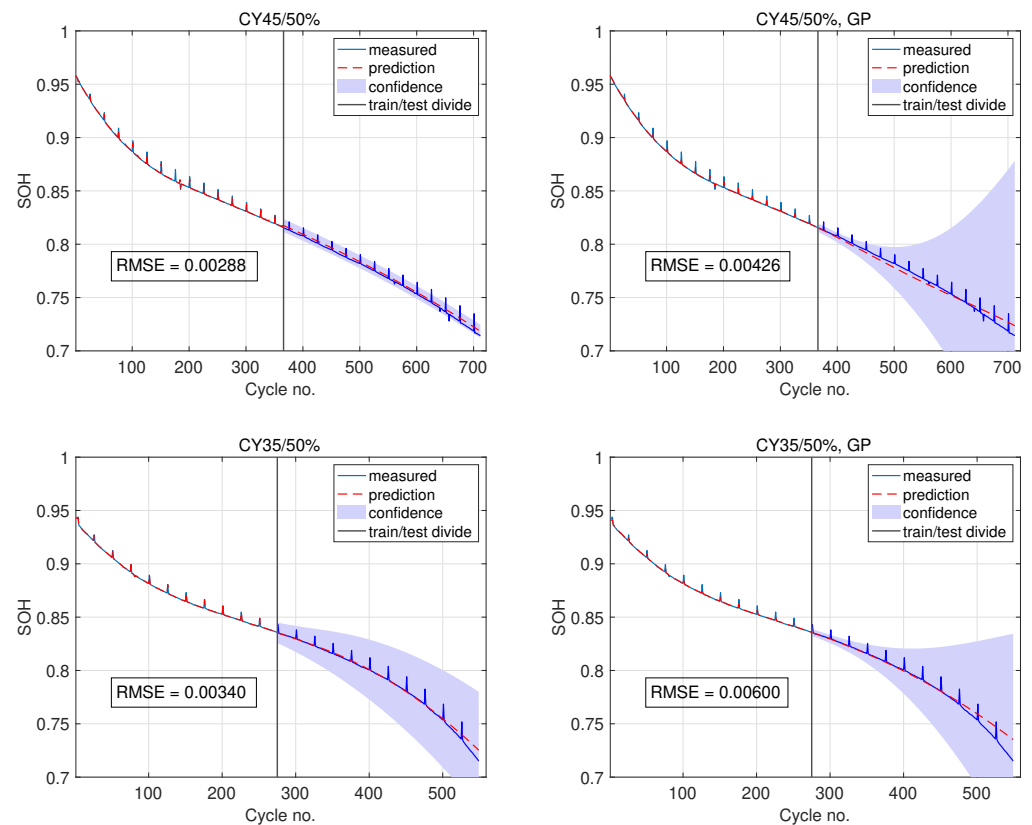 CY45/50%
1
0.95
0.9
0.85
0.8
0.75
0.7
SOH
measured
prediction
confidence
train/test divide
RMSE = 0.00288
100 200 300 400 500 600 700
Cycle no.
CY45/50%, GP
1
0.95
0.9
0.85
0.8
0.75
0.7
SOH
measured
prediction
confidence
train/test divide
RMSE = 0.00426
100 200 300 400 500 600 700
Cycle no.
CY35/50%
1
0.95
0.9
0.85
0.8
0.75
0.7
SOH
measured
prediction
confidence
train/test divide
RMSE = 0.00340
100 200 300 400 500
Cycle no.
CY35/50%, GP
1
0.95
0.9
0.85
0.8
0.75
0.7
SOH
measured
prediction
confidence
train/test divide
RMSE = 0.00600
100 200 300 400 500
Cycle no.